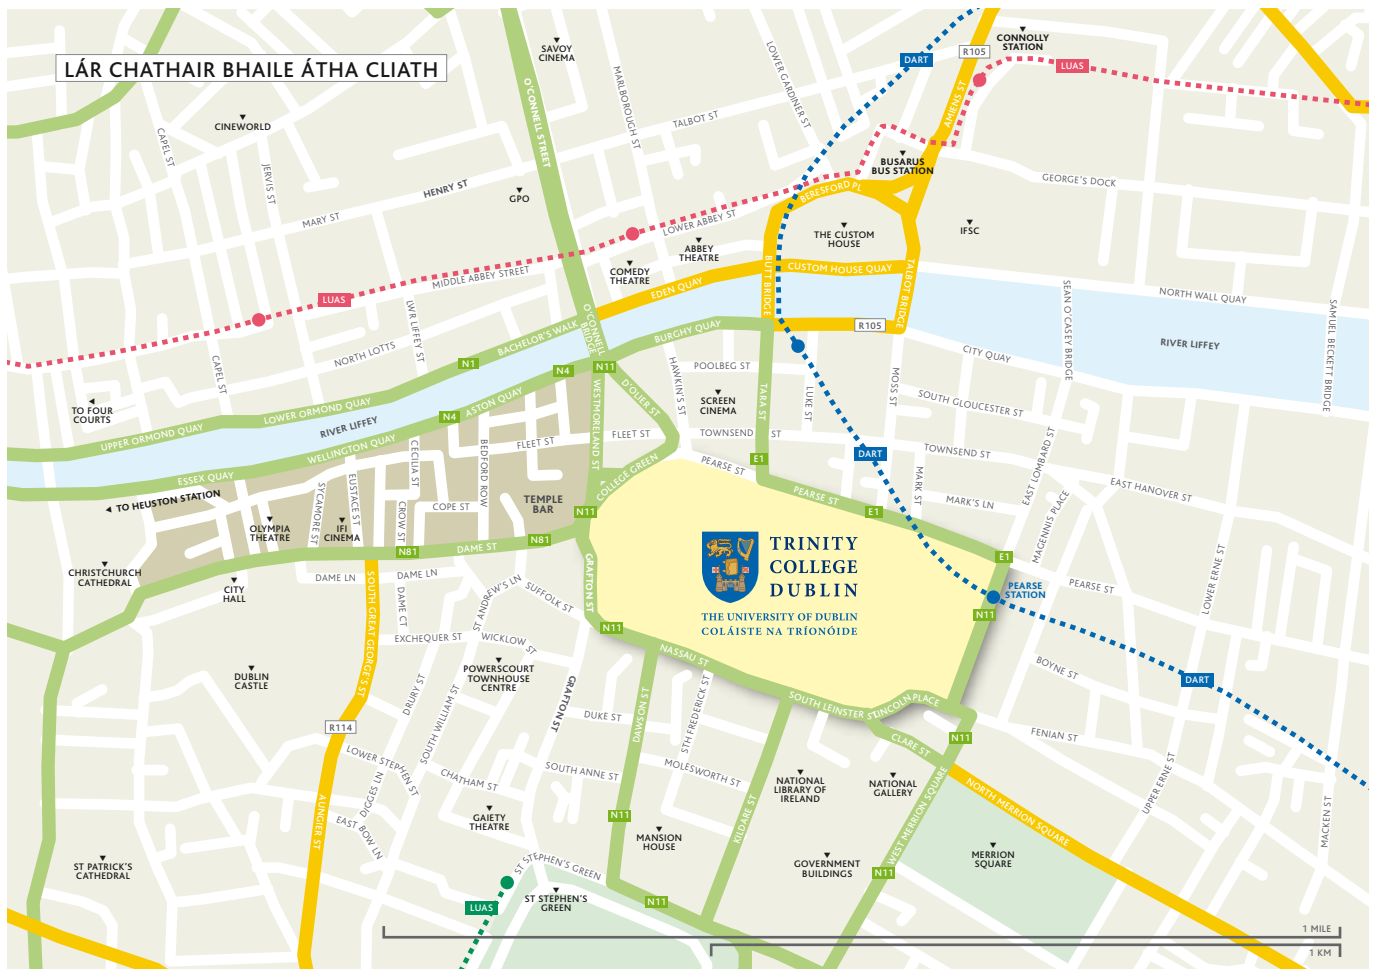 LÁR CHATHAIR BHAILE ÁTHA CLIATH
SAVOY
CINEMA
CONNOLLY
STATION
R105
DART
LUAS
O'CONNELL STREET
MARLBOROUGH ST
LOWER GARDINER ST
AMIENS ST
CINEWORLD
TALBOT ST
CAPEL ST
JERVIS ST
BUSARUS
BUS STATION
GEORGE'S DOCK
HENRY ST
GPO
BERESFORD PL
MARY ST
LOWER ABBEY ST
THE CUSTOM
HOUSE
IFSC
ABBEY
THEATRE
COMEDY
THEATRE
MIDDLE ABBEY STREET
EDEN QUAY
BUTT BRIDGE
CUSTOM HOUSE QUAY
TALBOT BRIDGE
NORTH WALL QUAY
LUAS
LWR LIFFEY ST
O'CONNELL
BRIDGE
SEAN O'CASEY BRIDGE
SAMUEL BECKETT BRIDGE
BACHELOR'S WALK
BURGHY QUAY
R105
RIVER LIFFEY
NORTH LOTTS
CITY QUAY
CAPEL ST
N1
N4
N11
HAWKIN'S ST
POOLBEG ST
MOSS ST
TO FOUR
COURTS
LOWER ORMOND QUAY
N4
ASTON QUAY
WESTMORELAND ST
D'OLIER ST
SCREEN
CINEMA
TARA ST
LUKE ST
SOUTH GLOUCESTER ST
UPPER ORMOND QUAY
RIVER LIFFEY
WELLINGTON QUAY
FLEET ST
FLEET ST
TOWNSEND ST
TOWNSEND ST
EAST LOMBARD ST
ESSEX QUAY
CECILIA ST
BEDFORD ROW
COLLEGE GREEN
PEARSE ST
E1
DART
MARK ST
EAST HANOVER ST
TO HEUSTON STATION
SYCAMORE ST
EUSTACE ST
CROW ST
COPE ST
TEMPLE
BAR
PEARSE ST
MARK'S LN
MAGENNIS PLACE
OLYMPIA
THEATRE
IFI
CINEMA
N11
E1
N81
DAME ST
N81
TRINITY
COLLEGE
DUBLIN
THE UNIVERSITY OF DUBLIN
COLÁISTE NA TRÍONÓIDE
E1
CHRISTCHURCH
CATHEDRAL
CITY
HALL
DAME LN
DAME LN
DAME CT
SOUTH GREAT GEORGE'S ST
ST ANDREW'S LN
SUFFOLK ST
GRAFTON ST
PEARSE
STATION
PEARSE ST
LOWER ERNE ST
N11
N11
EXCHEQUER ST
WICKLOW ST
NASSAU ST
DUBLIN
CASTLE
POWERSCOURT
TOWNHOUSE
CENTRE
DRURY ST
SOUTH WILLIAM ST
GRAFTON ST
DAWSON ST
STH FREDERICK ST
BOYNE ST
DART
SOUTH LEINSTER ST
LINCOLN PLACE
R114
DUKE ST
FENIAN ST
N11
CLARE ST
LOWER STEPHEN ST
DIGGES LN
CHATHAM ST
SOUTH ANNE ST
MOLESWORTH ST
NATIONAL
LIBRARY OF
IRELAND
NATIONAL
GALLERY
UPPER ERNE ST
NORTH MERRION SQUARE
AUNGIER ST
EAST
BOW LN
GAIETY
THEATRE
N11
MANSION
HOUSE
KILDARE ST
WEST MERRION SQUARE
MACKEN ST
ST PATRICK'S
CATHEDRAL
ST STEPHEN'S GREEN
GOVERNMENT
BUILDINGS
N11
MERRION
SQUARE
LUAS
ST STEPHEN'S
GREEN
N11
1 MILE
1 KM